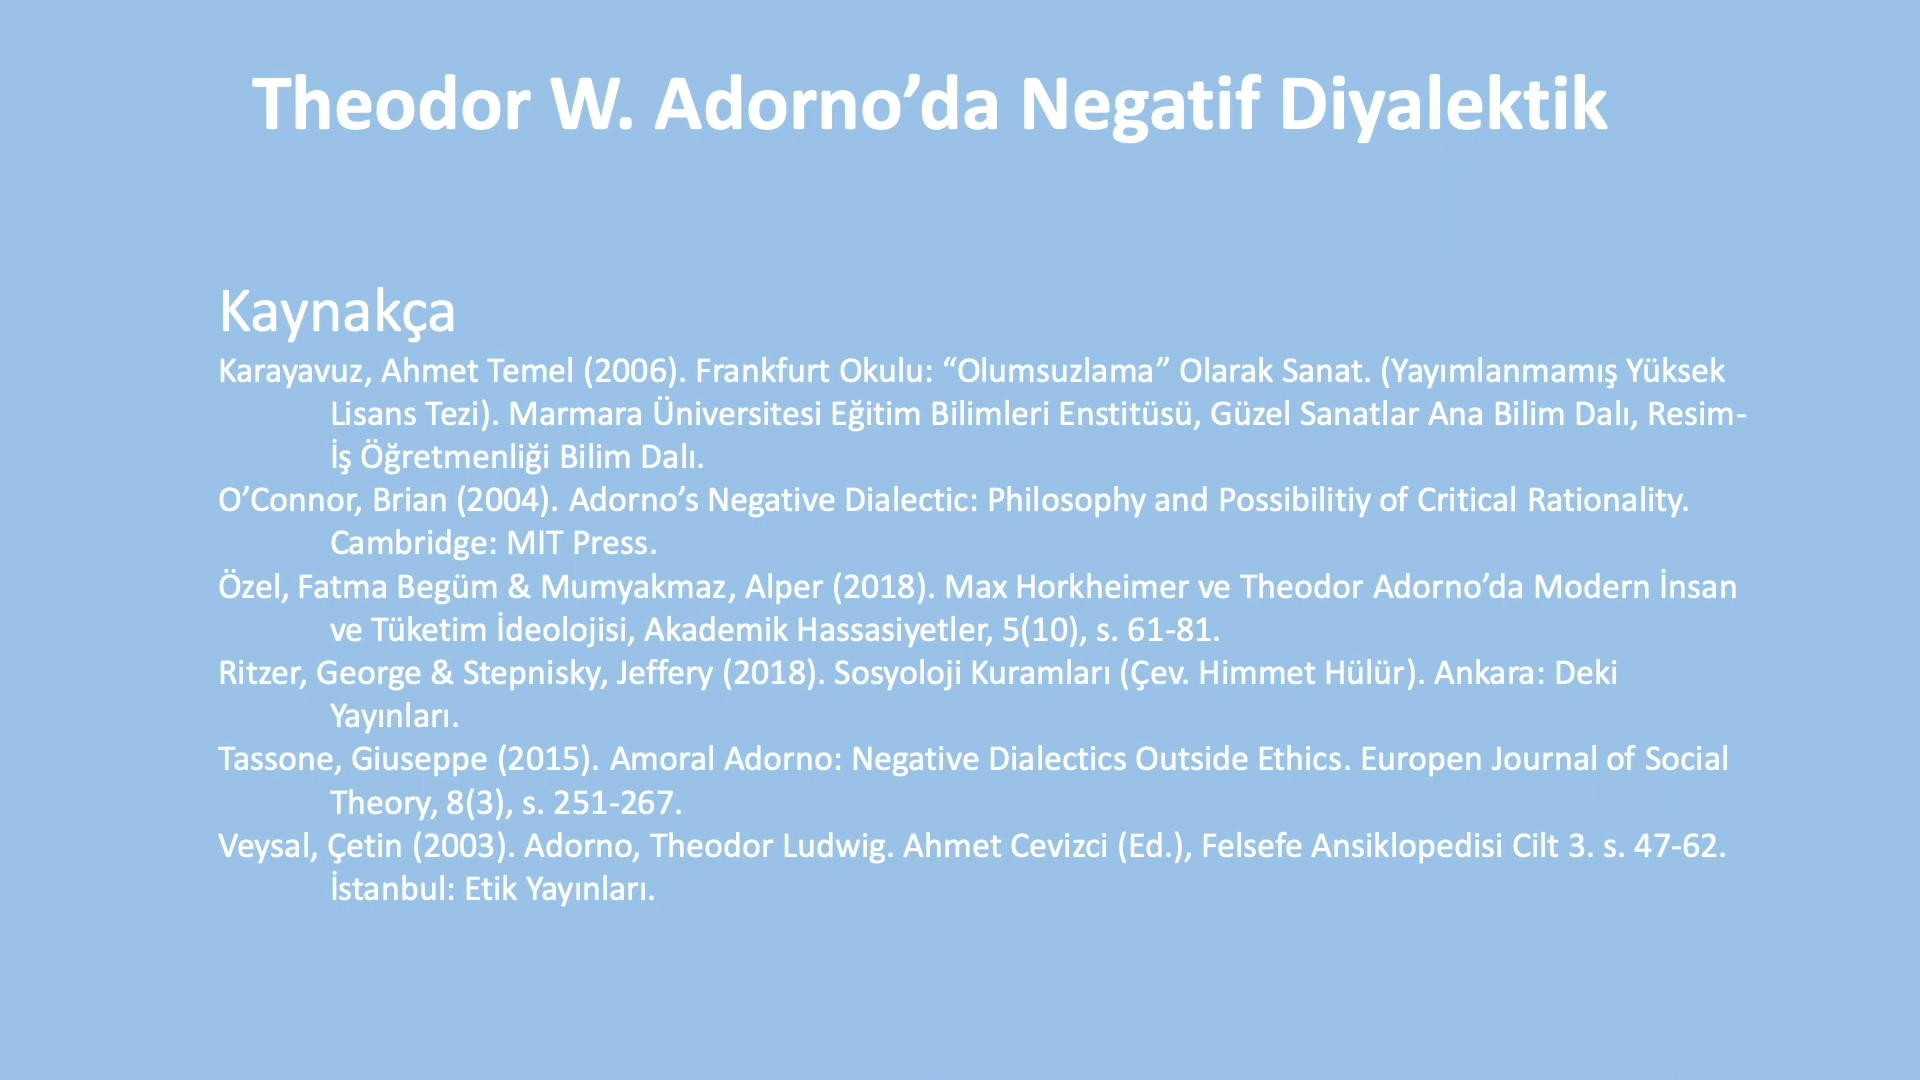 Theodor W. Adorno’da Negatif Diyalektik
Kaynakça
Karayavuz, Ahmet Temel (2006). Frankfurt Okulu: “Olumsuzlama” Olarak Sanat. (Yayımlanmamış Yüksek
Lisans Tezi). Marmara Üniversitesi Eğitim Bilimleri Enstitüsü, Güzel Sanatlar Ana Bilim Dalı, Resim-
İş Öğretmenliği Bilim Dalı.
O’Connor, Brian (2004). Adorno’s Negative Dialectic: Philosophy and Possibilitiy of Critical Rationality.
Cambridge: MIT Press.
Özel, Fatma Begüm & Mumyakmaz, Alper (2018). Max Horkheimer ve Theodor Adorno’da Modern İnsan
ve Tüketim İdeolojisi, Akademik Hassasiyetler, 5(10), s. 61-81.
Ritzer, George & Stepnisky, Jeffery (2018). Sosyoloji Kuramları (Çev. Himmet Hülür). Ankara: Deki
Yayınları.
Tassone, Giuseppe (2015). Amoral Adorno: Negative Dialectics Outside Ethics. Europen Journal of Social
Theory, 8(3), s. 251-267.
Veysal, Çetin (2003). Adorno, Theodor Ludwig. Ahmet Cevizci (Ed.), Felsefe Ansiklopedisi Cilt 3. s. 47-62.
İstanbul: Etik Yayınları.